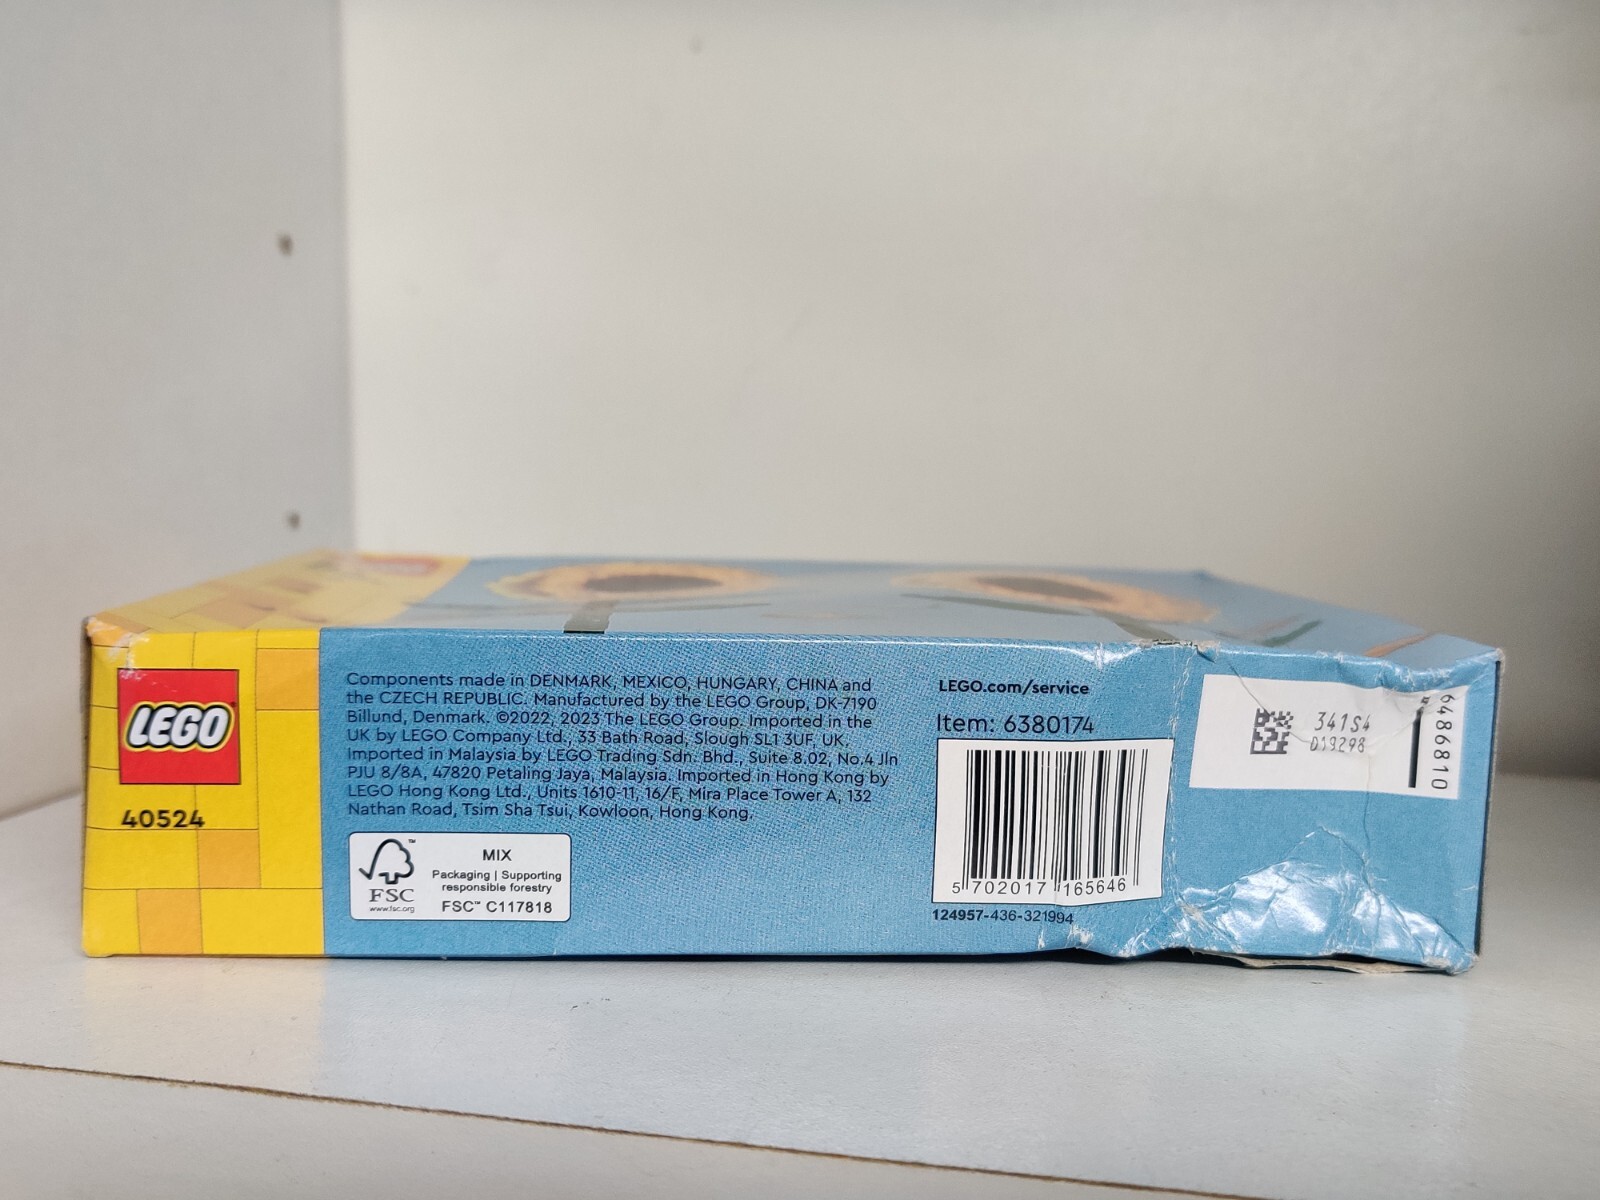 LEGO
40524
Components made in DENMARK, MEXICO, HUNGARY, CHINA and
the CZECH REPUBLIC. Manufactured by the LEGO Group, DK-7190
Billund, Denmark. ©2022, 2023 The LEGO Group. Imported in the
UK by LEGO Company Ltd., 33 Bath Road, Slough SL1 3UF, UK.
Imported in Malaysia by LEGO Trading Sdn. Bhd., Suite 8.02, No.4 Jln
PJU 8/8A, 47820 Petaling Jaya, Malaysia. Imported in Hong Kong by
LEGO Hong Kong Ltd., Units 1610-11, 16/F, Mira Place Tower A, 132
Nathan Road, Tsim Sha Tsui, Kowloon, Hong Kong.
FSC™
www.fsc.org
MIX
Packaging | Supporting
responsible forestry
FSC™ C117818
LEGO.com/service
Item: 6380174
5 702017 165646
124957-436-321994
341S4
D19298
6486810